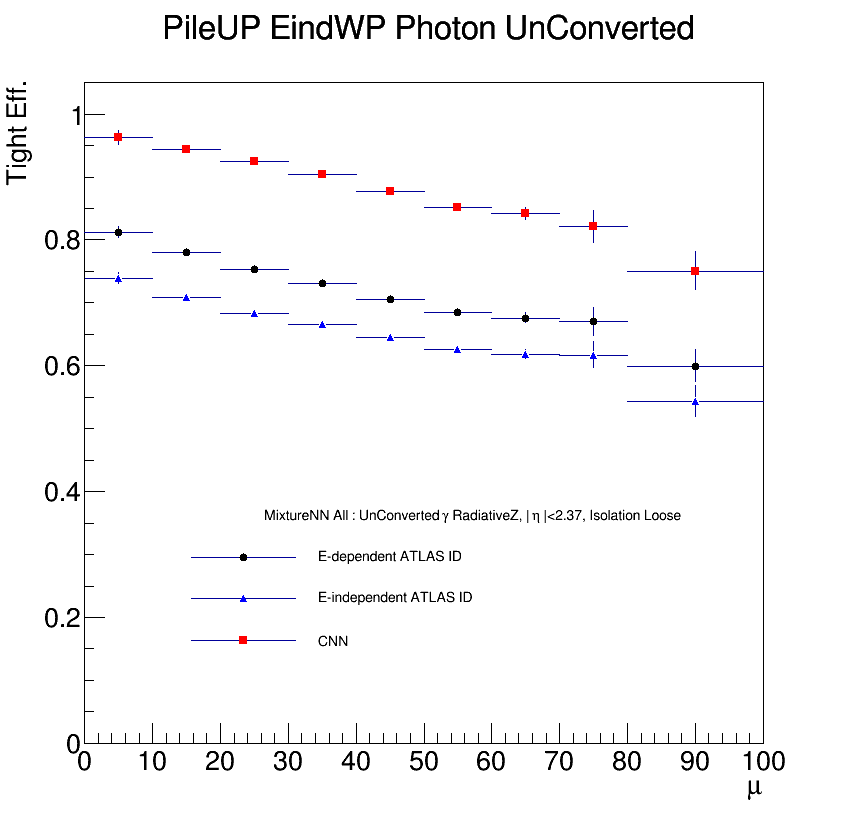 PileUP EindWP Photon UnConverted
Tight Eff.
1
0.8
0.6
0.4
0.2
0
MixtureNN All : UnConverted γ RadiativeZ, | η |<2.37, Isolation Loose
E-dependent ATLAS ID
E-independent ATLAS ID
CNN
0 10 20 30 40 50 60 70 80 90 100
μ